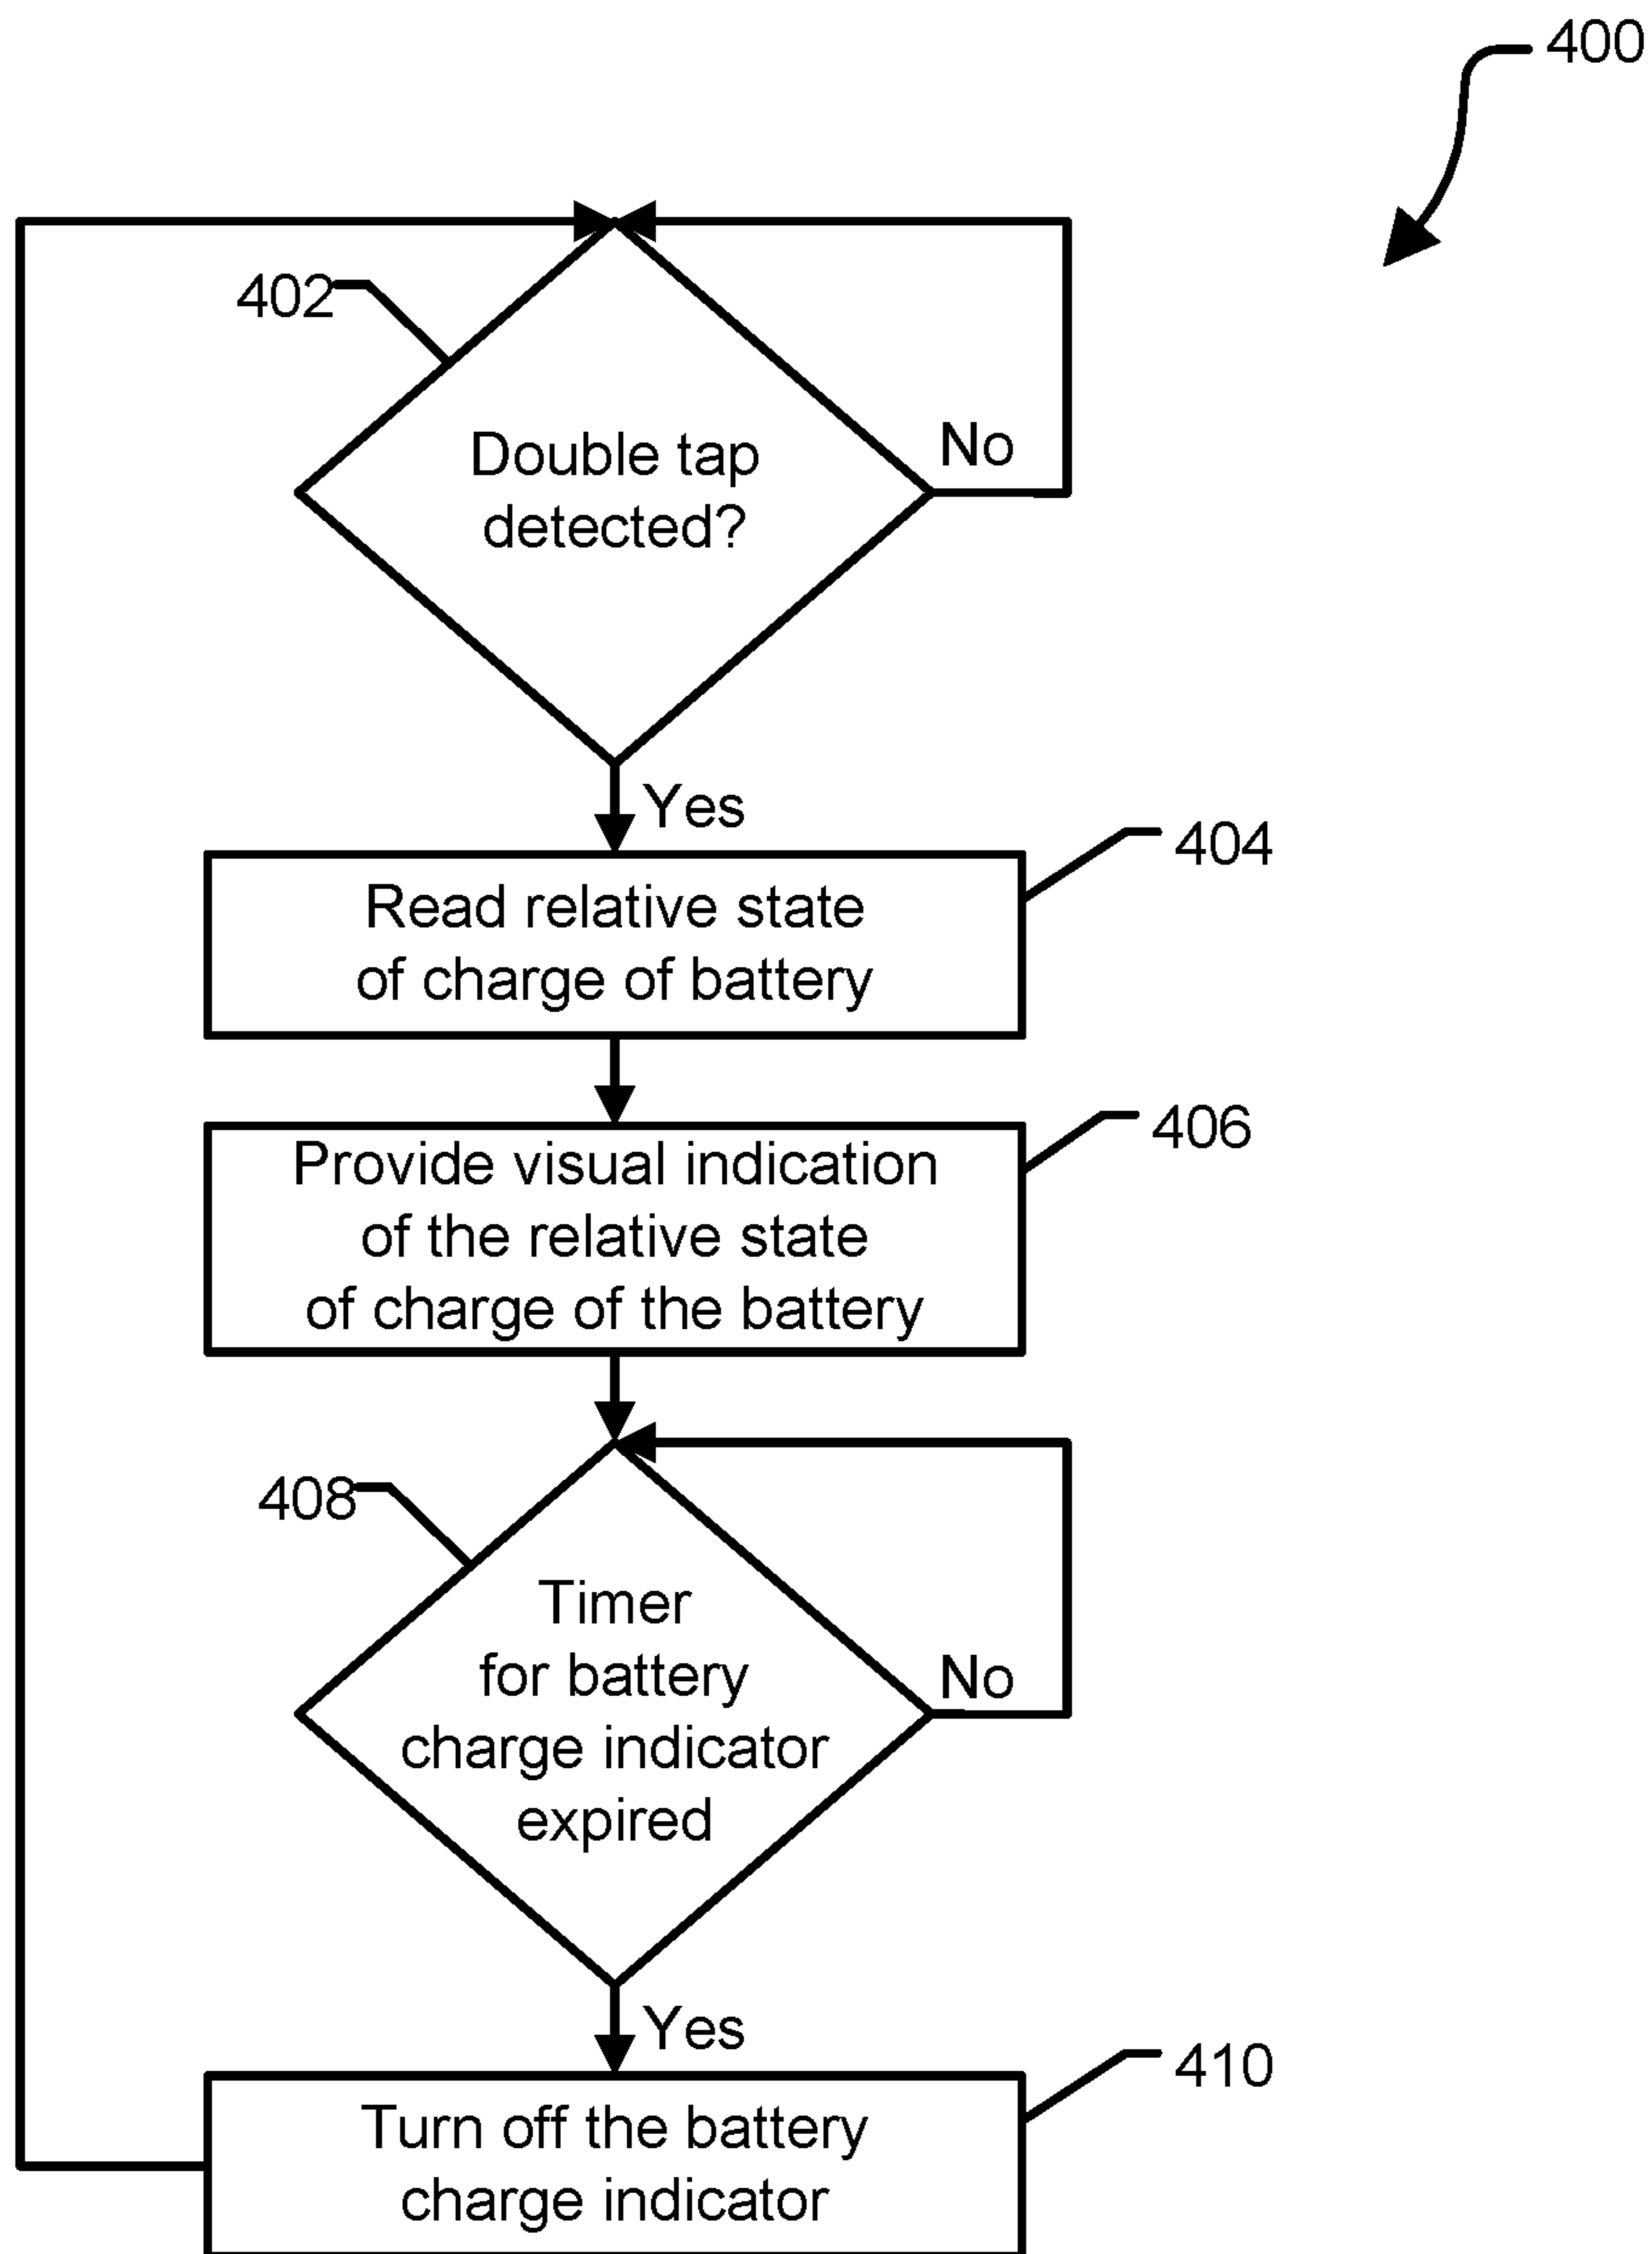 400
402
Double tap
detected?
No
Yes
404
Read relative state
of charge of battery
406
Provide visual indication
of the relative state
of charge of the battery
408
Timer
for battery
charge indicator
expired
No
Yes
410
Turn off the battery
charge indicator